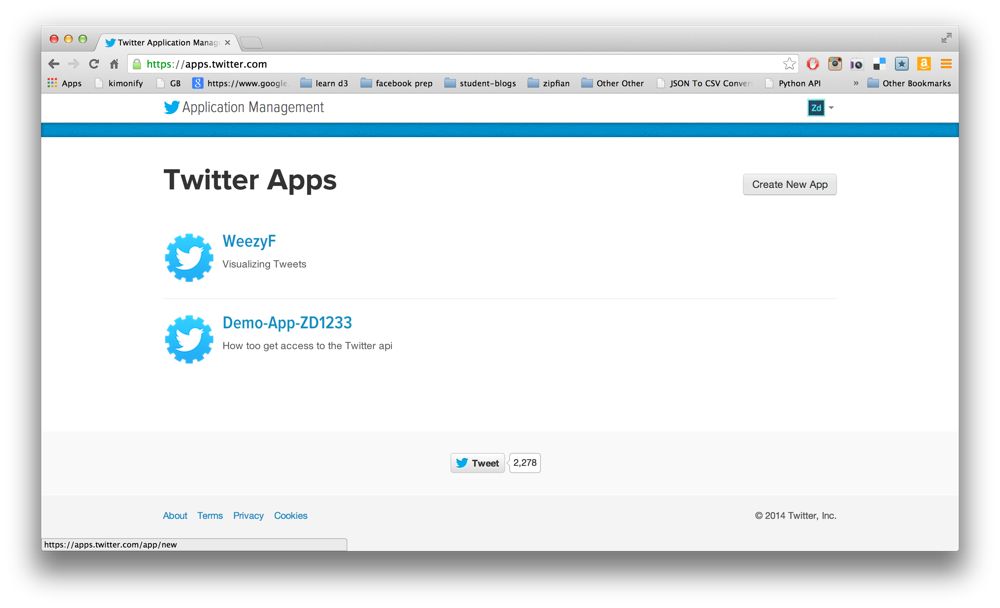 Twitter Application Manag
https://apps.twitter.com
Apps kimonify GB https://www.google. learn d3 facebook prep student-blogs zipfian Other Other JSON To CSV Conver Python API » Other Bookmarks
Application Management
Zd
Twitter Apps
Create New App
WeezyF
Visualizing Tweets
Demo-App-ZD1233
How too get access to the Twitter api
Tweet 2,278
About Terms Privacy Cookies © 2014 Twitter, Inc.
https://apps.twitter.com/app/new